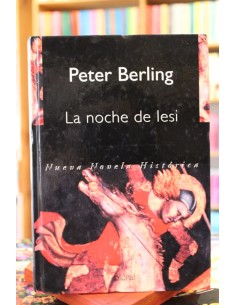 Peter Berling
La noche de Iesi
Nueva Novela Histórica